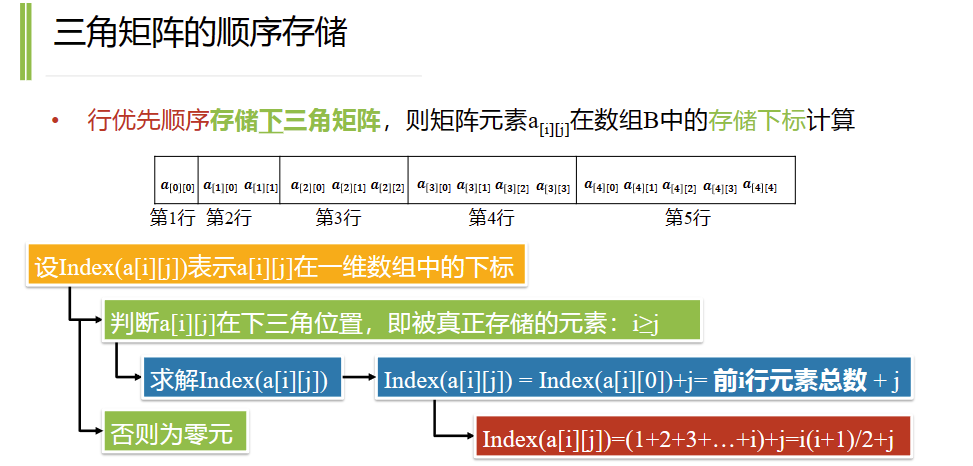 三角矩阵的顺序存储
• 行优先顺序存储下三角矩阵，则矩阵元素a[i][j]在数组B中的存储下标计算
a[0][0] a[1][0] a[1][1] a[2][0] a[2][1] a[2][2] a[3][0] a[3][1] a[3][2] a[3][3] a[4][0] a[4][1] a[4][2] a[4][3] a[4][4]
第1行 第2行 第3行 第4行 第5行
设Index(a[i][j])表示a[i][j]在一维数组中的下标
判断a[i][j]在下三角位置，即被真正存储的元素：i≥j
求解Index(a[i][j]) Index(a[i][j]) = Index(a[i][0])+j= 前i行元素总数 + j
否则为零元
Index(a[i][j])=(1+2+3+…+i)+j=i(i+1)/2+j